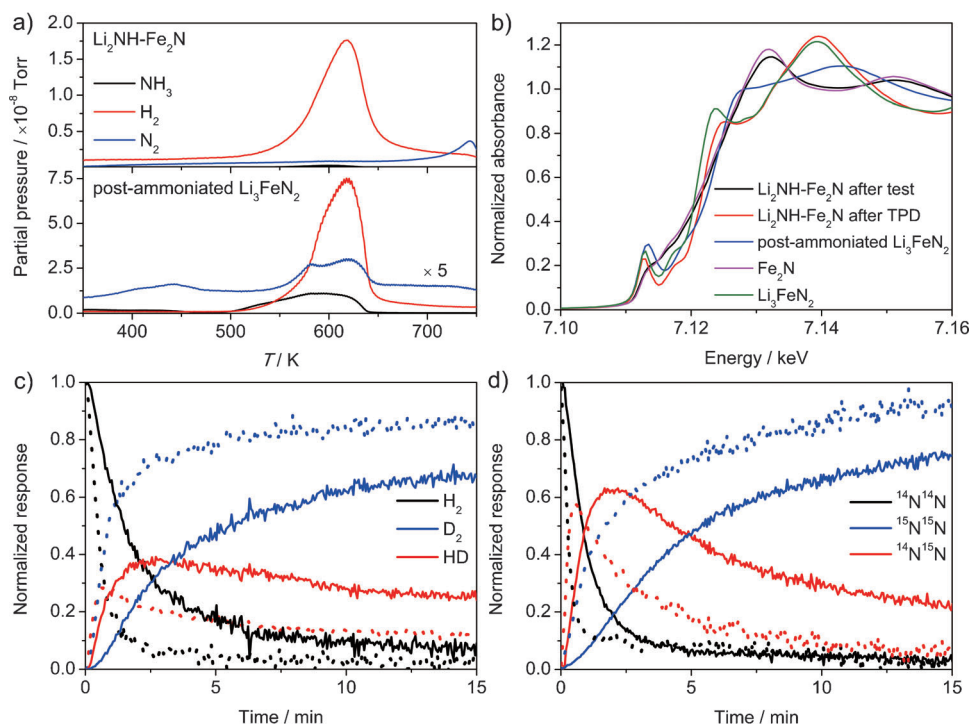 a)
Li₂NH-Fe₂N
NH₃
H₂
N₂
2.0
1.5
1.0
0.5
post-ammoniated Li₃FeN₂
× 5
7.5
5.0
2.5
0.0
Partial pressure / ×10⁻⁸ Torr
400 500 600 700
T / K
b)
1.2
1.0
0.8
0.6
0.4
0.2
0.0
Normalized absorbance
Li₂NH-Fe₂N after test
Li₂NH-Fe₂N after TPD
post-ammoniated Li₃FeN₂
Fe₂N
Li₃FeN₂
7.10 7.12 7.14 7.16
Energy / keV
c)
1.0
0.8
0.6
0.4
0.2
0.0
Normalized response
H₂
D₂
HD
0 5 10 15
Time / min
d)
1.0
0.8
0.6
0.4
0.2
0.0
Normalized response
¹⁴N¹⁴N
¹⁵N¹⁵N
¹⁴N¹⁵N
0 5 10 15
Time / min